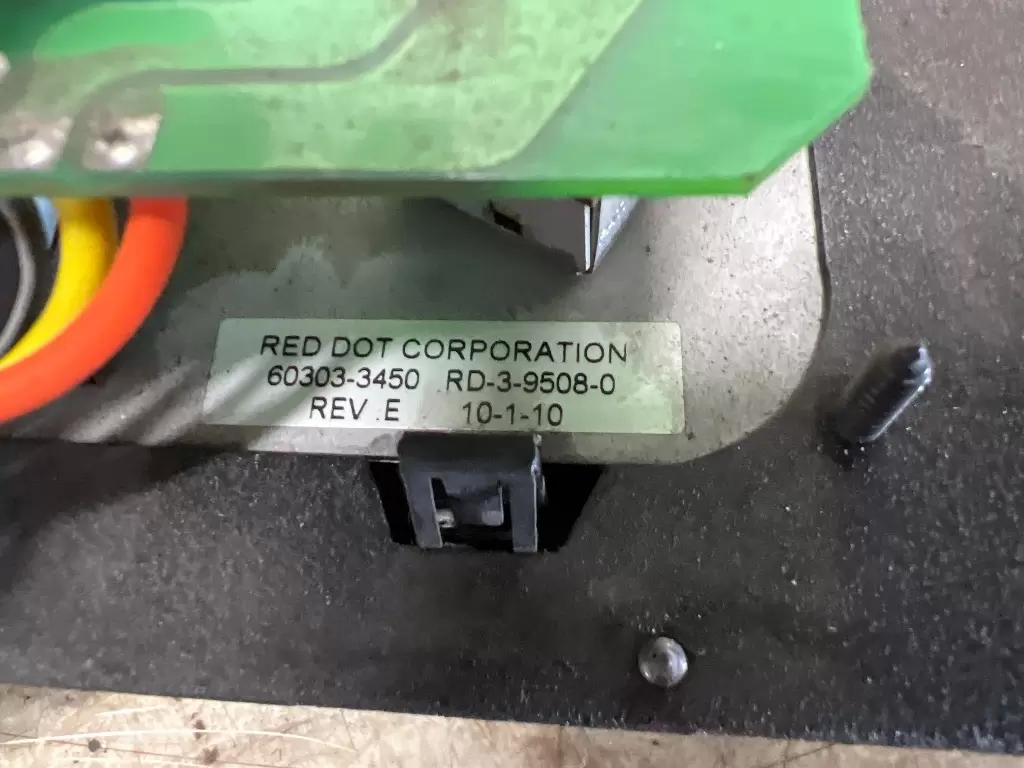 RED DOT CORPORATION
60303-3450 RD-3-9508-0
REV.E 10-1-10